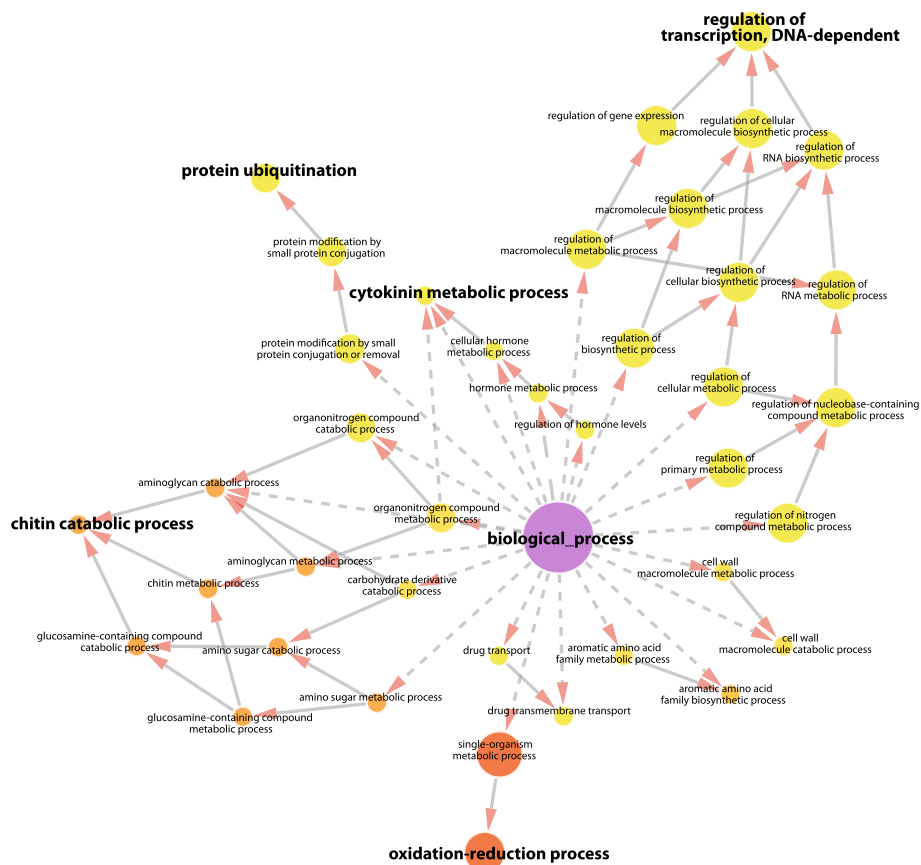 regulation of
transcription, DNA-dependent
regulation of gene expression
regulation of cellular
macromolecule biosynthetic process
regulation of
RNA biosynthetic process
protein ubiquitination
regulation of
macromolecule biosynthetic process
protein modification by
small protein conjugation
regulation of
macromolecule metabolic process
regulation of
cellular biosynthetic process
regulation of
RNA metabolic process
cytokinin metabolic process
protein modification by small
protein conjugation or removal
cellular hormone
metabolic process
regulation of
biosynthetic process
hormone metabolic process
regulation of
cellular metabolic process
regulation of nucleobase-containing
compound metabolic process
organonitrogen compound
catabolic process
regulation of hormone levels
regulation of
primary metabolic process
aminoglycan catabolic process
organonitrogen compound
metabolic process
regulation of nitrogen
compound metabolic process
chitin catabolic process
biological_process
aminoglycan metabolic process
cell wall
macromolecule metabolic process
chitin metabolic process
carbohydrate derivative
catabolic process
glucosamine-containing compound
catabolic process
amino sugar catabolic process
drug transport
aromatic amino acid
family metabolic process
cell wall
macromolecule catabolic process
amino sugar metabolic process
aromatic amino acid
family biosynthetic process
glucosamine-containing compound
metabolic process
drug transmembrane transport
single-organism
metabolic process
oxidation-reduction process